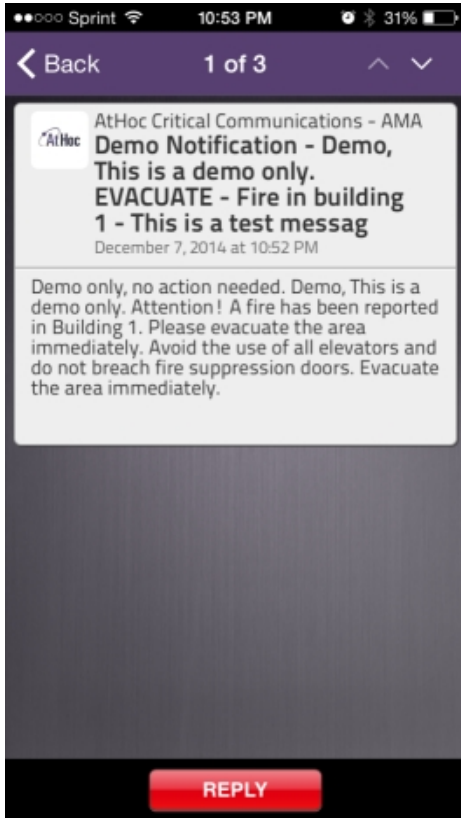 Sprint 10:53 PM 31%
Back 1 of 3
AtHoc
AtHoc Critical Communications - AMA
Demo Notification - Demo,
This is a demo only.
EVACUATE - Fire in building
1 - This is a test messag
December 7, 2014 at 10:52 PM
Demo only, no action needed. Demo, This is a
demo only. Attention! A fire has been reported
in Building 1. Please evacuate the area
immediately. Avoid the use of all elevators and
do not breach fire suppression doors. Evacuate
the area immediately.
REPLY